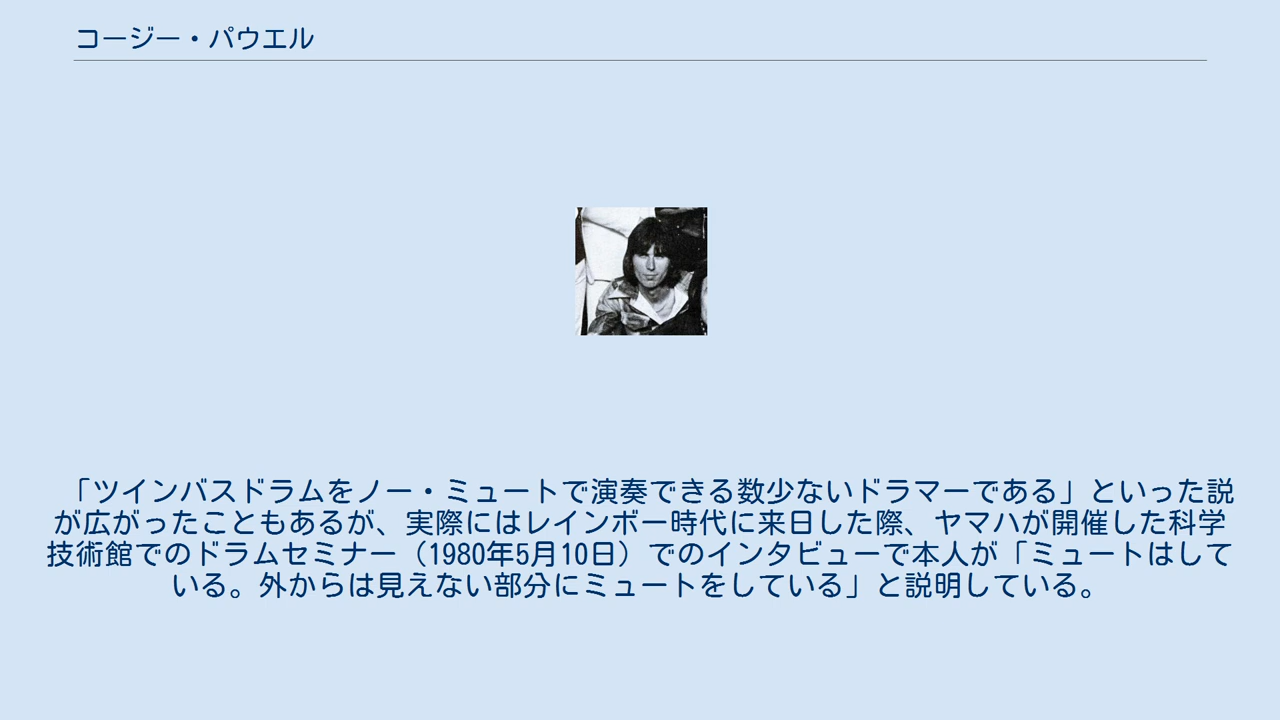 コージー・パウエル
「ツインバスドラムをノー・ミュートで演奏できる数少ないドラマーである」といった説
が広がったこともあるが、実際にはレインボー時代に来日した際、ヤマハが開催した科学
技術館でのドラムセミナー（1980年5月10日）でのインタビューで本人が「ミュートはして
いる。外からは見えない部分にミュートをしている」と説明している。